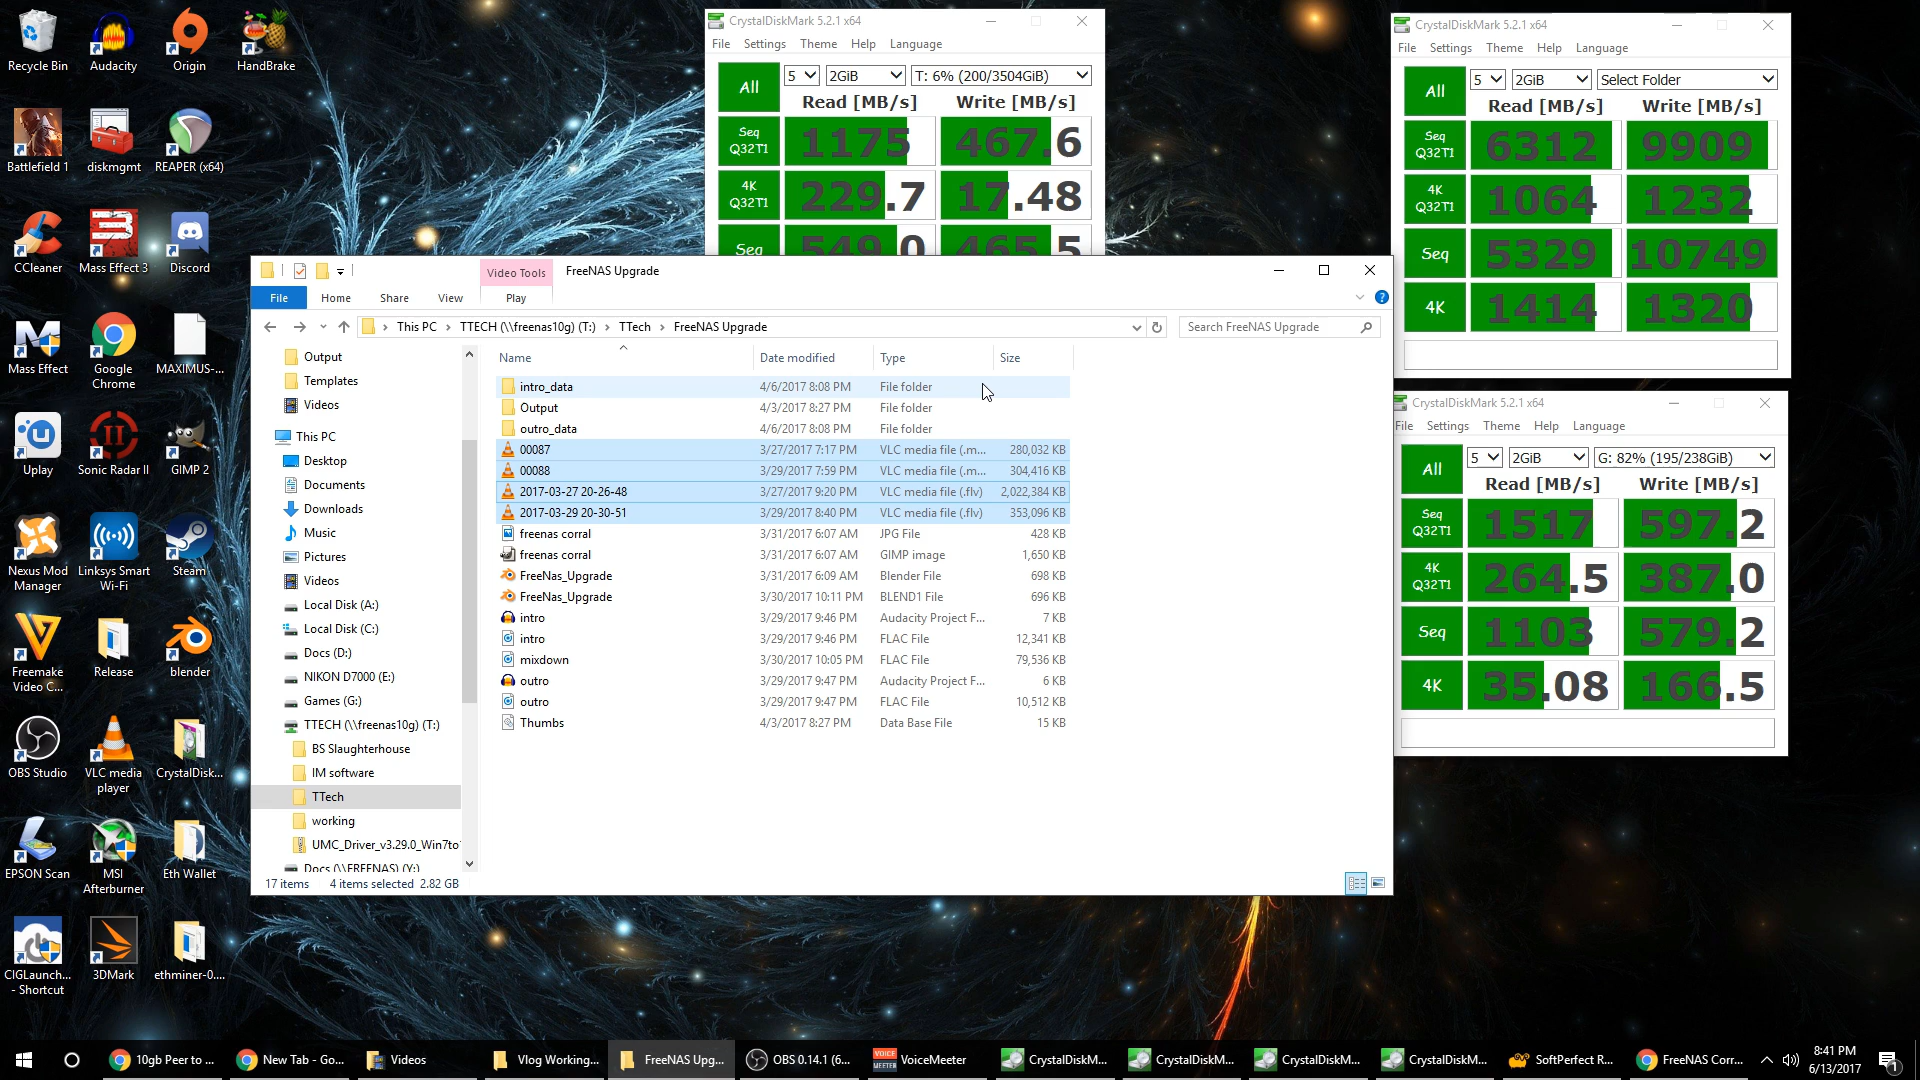 Recycle Bin
Audacity
Origin
HandBrake
Battlefield 1
diskmgmt
REAPER (x64)
CCleaner
Mass Effect 3
Discord
Mass Effect
Google
Chrome
MAXIMUS-...
Uplay
Sonic Radar II
GIMP 2
Nexus Mod
Manager
Linksys Smart
Wi-Fi
Steam
Freemake
Video C...
Release
blender
OBS Studio
VLC media
player
CrystalDisk...
EPSON Scan
MSI
Afterburner
Eth Wallet
CIGLaunch...
- Shortcut
3DMark
ethminer-0....
CrystalDiskMark 5.2.1 x64
File Settings Theme Help Language
All 5 2GiB T: 6% (200/3504GiB)
Read [MB/s] Write [MB/s]
Seq
Q32T1
1175 467.6
4K
Q32T1
229.7 17.48
Seq 549.0 465.5
CrystalDiskMark 5.2.1 x64
File Settings Theme Help Language
All 5 2GiB Select Folder
Read [MB/s] Write [MB/s]
Seq
Q32T1
6312 9909
4K
Q32T1
1064 1232
Seq 5329 10749
4K 1414 1320
CrystalDiskMark 5.2.1 x64
File Settings Theme Help Language
All 5 2GiB G: 82% (195/238GiB)
Read [MB/s] Write [MB/s]
Seq
Q32T1
1517 597.2
4K
Q32T1
264.5 387.0
Seq 1103 579.2
4K 35.08 166.5
Video Tools FreeNAS Upgrade
File Home Share View Play
This PC › TTECH (\\freenas10g) (T:) › TTech › FreeNAS Upgrade
Search FreeNAS Upgrade
Output
Templates
Videos
This PC
Desktop
Documents
Downloads
Music
Pictures
Videos
Local Disk (A:)
Local Disk (C:)
Docs (D:)
NIKON D7000 (E:)
Games (G:)
TTECH (\\freenas10g) (T:)
BS Slaughterhouse
IM software
TTech
working
UMC_Driver_v3.29.0_Win7to
Docs (\\FREENAS) (Y:)
Name Date modified Type Size
intro_data 4/6/2017 8:08 PM File folder
Output 4/3/2017 8:27 PM File folder
outro_data 4/6/2017 8:08 PM File folder
00087 3/27/2017 7:17 PM VLC media file (.m... 280,032 KB
00088 3/29/2017 7:59 PM VLC media file (.m... 304,416 KB
2017-03-27 20-26-48 3/27/2017 9:20 PM VLC media file (.flv) 2,022,384 KB
2017-03-29 20-30-51 3/29/2017 8:40 PM VLC media file (.flv) 353,096 KB
freenas corral 3/31/2017 6:07 AM JPG File 428 KB
freenas corral 3/31/2017 6:07 AM GIMP image 1,650 KB
FreeNas_Upgrade 3/31/2017 6:09 AM Blender File 698 KB
FreeNas_Upgrade 3/30/2017 10:11 PM BLEND1 File 696 KB
intro 3/29/2017 9:46 PM Audacity Project F... 7 KB
intro 3/29/2017 9:46 PM FLAC File 12,341 KB
mixdown 3/30/2017 10:05 PM FLAC File 79,536 KB
outro 3/29/2017 9:47 PM Audacity Project F... 6 KB
outro 3/29/2017 9:47 PM FLAC File 10,512 KB
Thumbs 4/3/2017 8:27 PM Data Base File 15 KB
17 items 4 items selected 2.82 GB
10gb Peer to ...
New Tab - Go...
Videos
Vlog Working...
FreeNAS Upg...
OBS 0.14.1 (6...
VOICE
MEETER
VoiceMeeter
CrystalDiskM...
CrystalDiskM...
CrystalDiskM...
CrystalDiskM...
SoftPerfect R...
FreeNAS Corr...
8:41 PM
6/13/2017
1